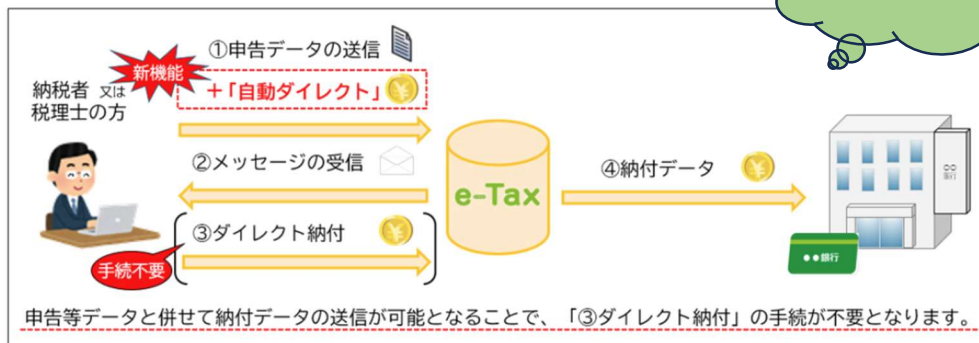 ①申告データの送信
新機能
+「自動ダイレクト」
納税者 又は
税理士の方
②メッセージの受信
e-Tax
④納付データ
③ダイレクト納付
手続不要
○○
銀行
●●銀行
申告等データと併せて納付データの送信が可能となることで、「③ダイレクト納付」の手続が不要となります。